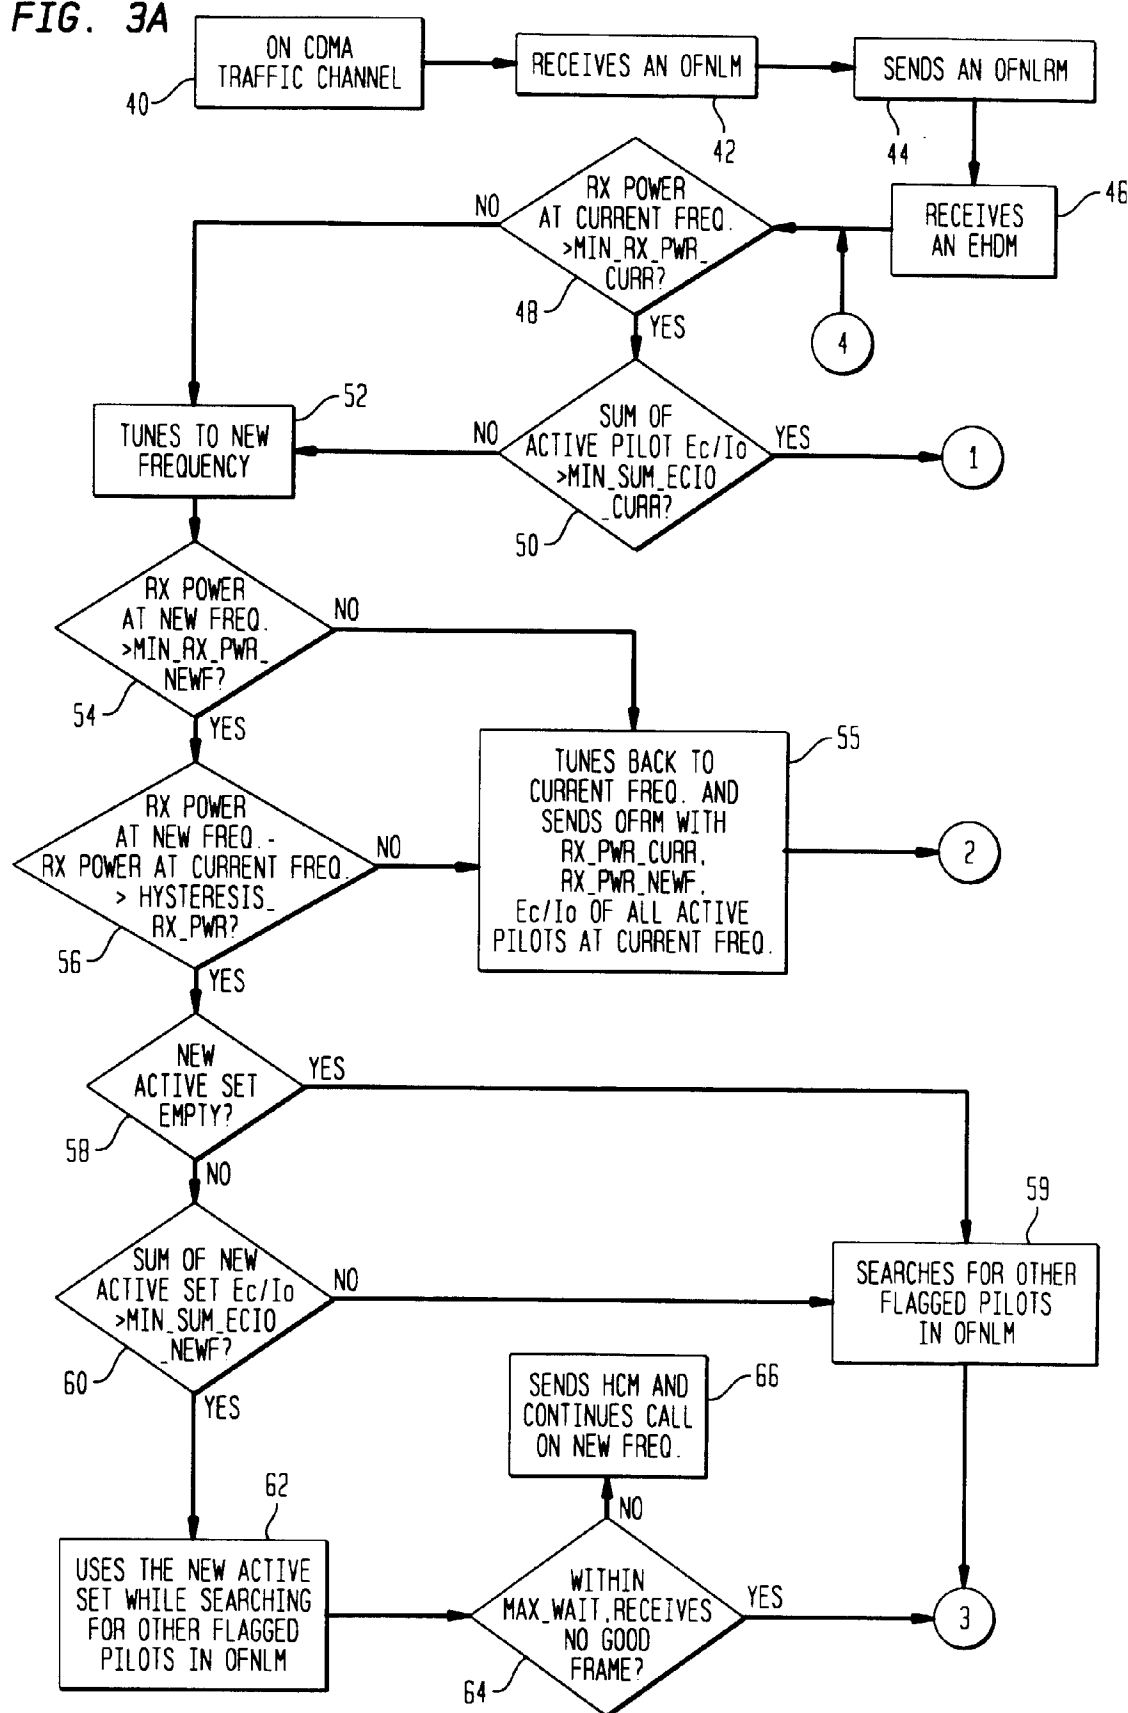 FIG. 3A
ON CDMA
TRAFFIC CHANNEL
40
RECEIVES AN OFNLM
42
SENDS AN OFNLRM
44
RECEIVES
AN EHDM
46
RX POWER
AT CURRENT FREQ.
>MIN_RX_PWR_
CURR?
48
NO
YES
4
SUM OF
ACTIVE PILOT Ec/Io
>MIN_SUM_ECIO
_CURR?
50
NO
YES
1
TUNES TO NEW
FREQUENCY
52
RX POWER
AT NEW FREQ.
>MIN_RX_PWR_
NEWF?
54
NO
YES
TUNES BACK TO
CURRENT FREQ. AND
SENDS OFRM WITH
RX_PWR_CURR,
RX_PWR_NEWF,
Ec/Io OF ALL ACTIVE
PILOTS AT CURRENT FREQ.
55
2
RX POWER
AT NEW FREQ.-
RX POWER AT CURRENT FREQ.
> HYSTERESIS_
RX_PWR?
56
NO
YES
NEW
ACTIVE SET
EMPTY?
58
YES
NO
SEARCHES FOR OTHER
FLAGGED PILOTS
IN OFNLM
59
SUM OF NEW
ACTIVE SET Ec/Io
>MIN_SUM_ECIO
_NEWF?
60
NO
YES
SENDS HCM AND
CONTINUES CALL
ON NEW FREQ.
66
USES THE NEW ACTIVE
SET WHILE SEARCHING
FOR OTHER FLAGGED
PILOTS IN OFNLM
62
WITHIN
MAX_WAIT,RECEIVES
NO GOOD
FRAME?
64
NO
YES
3